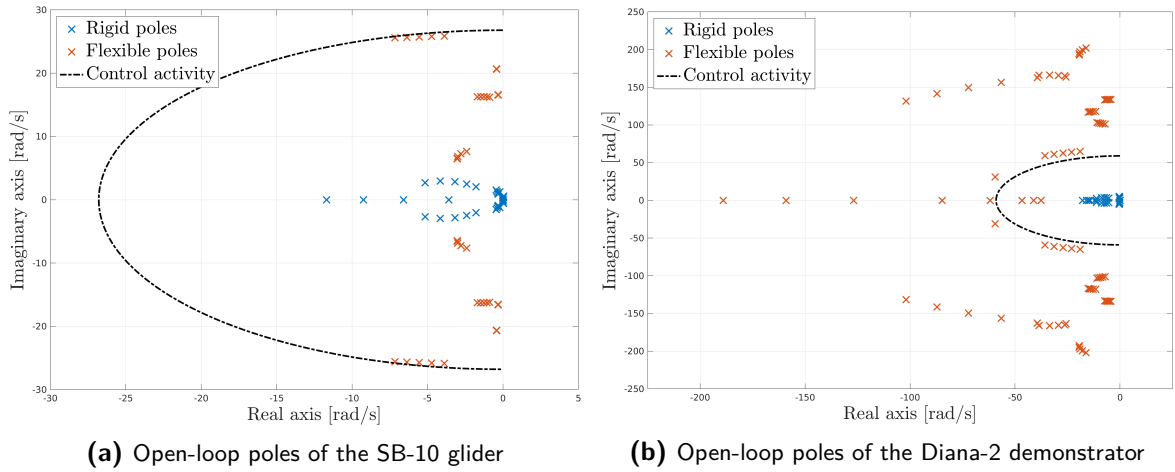 30
20
10
0
-10
-20
-30
-30
-25
-20
-15
-10
-5
0
5
Imaginary axis [rad/s]
Real axis [rad/s]
Rigid poles
Flexible poles
Control activity
(a) Open-loop poles of the SB-10 glider
250
200
150
100
50
0
-50
-100
-150
-200
-250
-200
-150
-100
-50
0
Imaginary axis [rad/s]
Real axis [rad/s]
Rigid poles
Flexible poles
Control activity
(b) Open-loop poles of the Diana-2 demonstrator